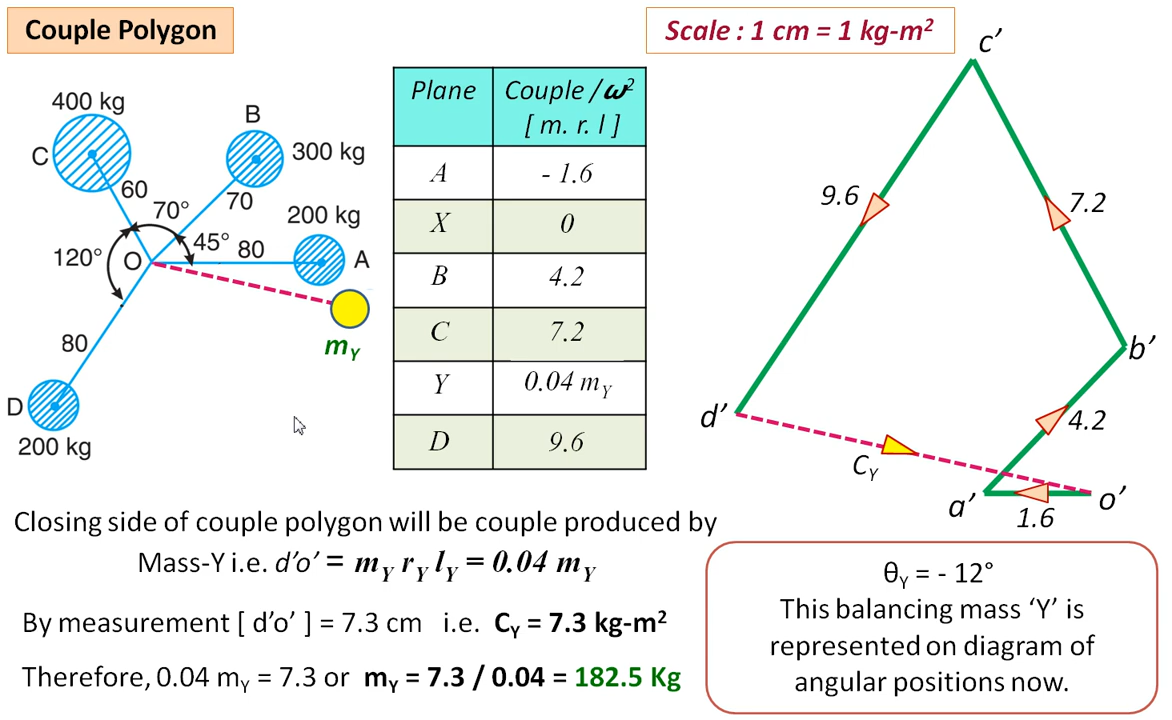 Couple Polygon
Scale : 1 cm = 1 kg-m²
400 kg
C
B
300 kg
60
70°
70
200 kg
120°
O
45°
80
A
80
m_Y
D
200 kg
Plane Couple / ω² [ m. r. l ]
A - 1.6
X 0
B 4.2
C 7.2
Y 0.04 m_Y
D 9.6
c’
9.6
7.2
b’
d’
4.2
C_Y
a’
o’
1.6
Closing side of couple polygon will be couple produced by
Mass-Y i.e. d’o’ = m_Y r_Y l_Y = 0.04 m_Y
By measurement [ d’o’ ] = 7.3 cm i.e. C_Y = 7.3 kg-m²
Therefore, 0.04 m_Y = 7.3 or m_Y = 7.3 / 0.04 = 182.5 Kg
θ_Y = - 12°
This balancing mass ‘Y’ is
represented on diagram of
angular positions now.